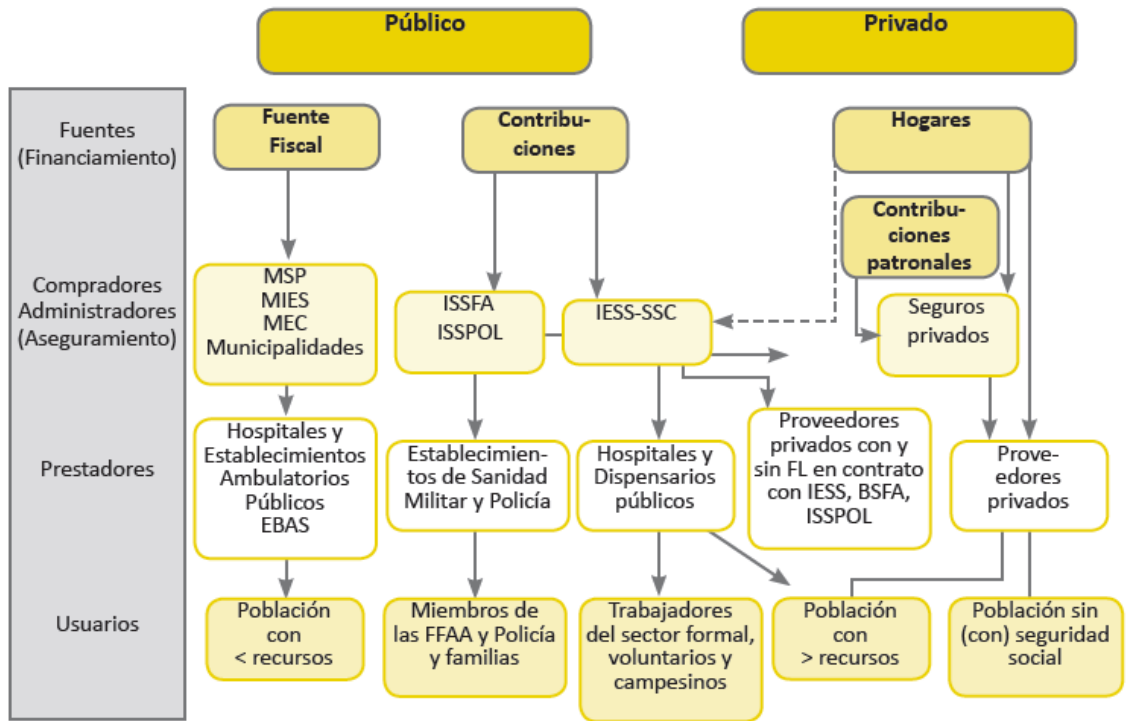 Público
Privado
Fuentes
(Financiamiento)
Fuente
Fiscal
Contribu-
ciones
Hogares
Contribu-
ciones
patronales
Compradores
Administradores
(Aseguramiento)
MSP
MIES
MEC
Municipalidades
ISSFA
ISSPOL
IESS-SSC
Seguros
privados
Prestadores
Hospitales y
Establecimientos
Ambulatorios
Públicos
EBAS
Establecimien-
tos de Sanidad
Militar y Policía
Hospitales y
Dispensarios
públicos
Proveedores
privados con y
sin FL en contrato
con IESS, BSFA,
ISSPOL
Prove-
edores
privados
Usuarios
Población
con
< recursos
Miembros de
las FFAA y Policía
y familias
Trabajadores
del sector formal,
voluntarios y
campesinos
Población
con
> recursos
Población sin
(con) seguridad
social